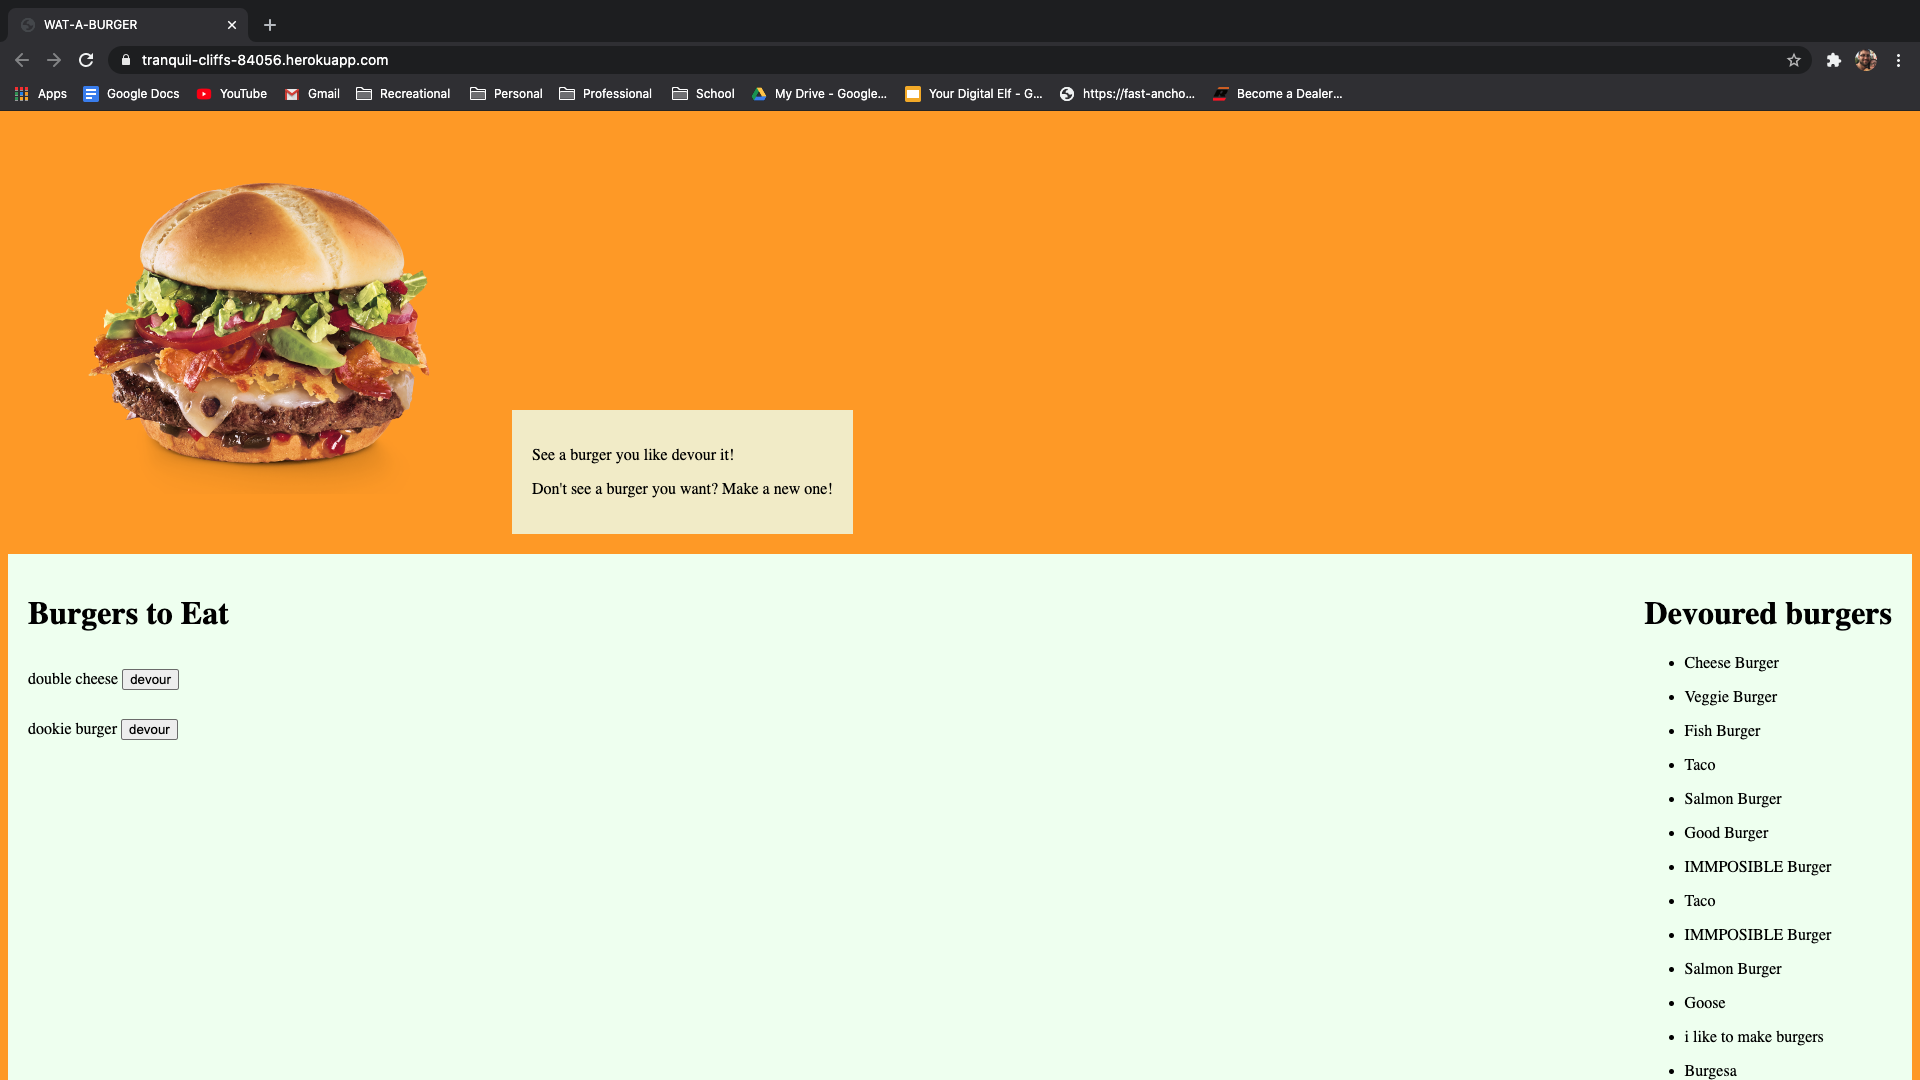 WAT-A-BURGER
tranquil-cliffs-84056.herokuapp.com
Apps Google Docs YouTube Gmail Recreational Personal Professional School My Drive - Google... Your Digital Elf - G... https://fast-ancho... Become a Dealer...
See a burger you like devour it!
Don't see a burger you want? Make a new one!
Burgers to Eat
double cheese devour
dookie burger devour
Devoured burgers
Cheese Burger
Veggie Burger
Fish Burger
Taco
Salmon Burger
Good Burger
IMMPOSIBLE Burger
Taco
IMMPOSIBLE Burger
Salmon Burger
Goose
i like to make burgers
Burgesa